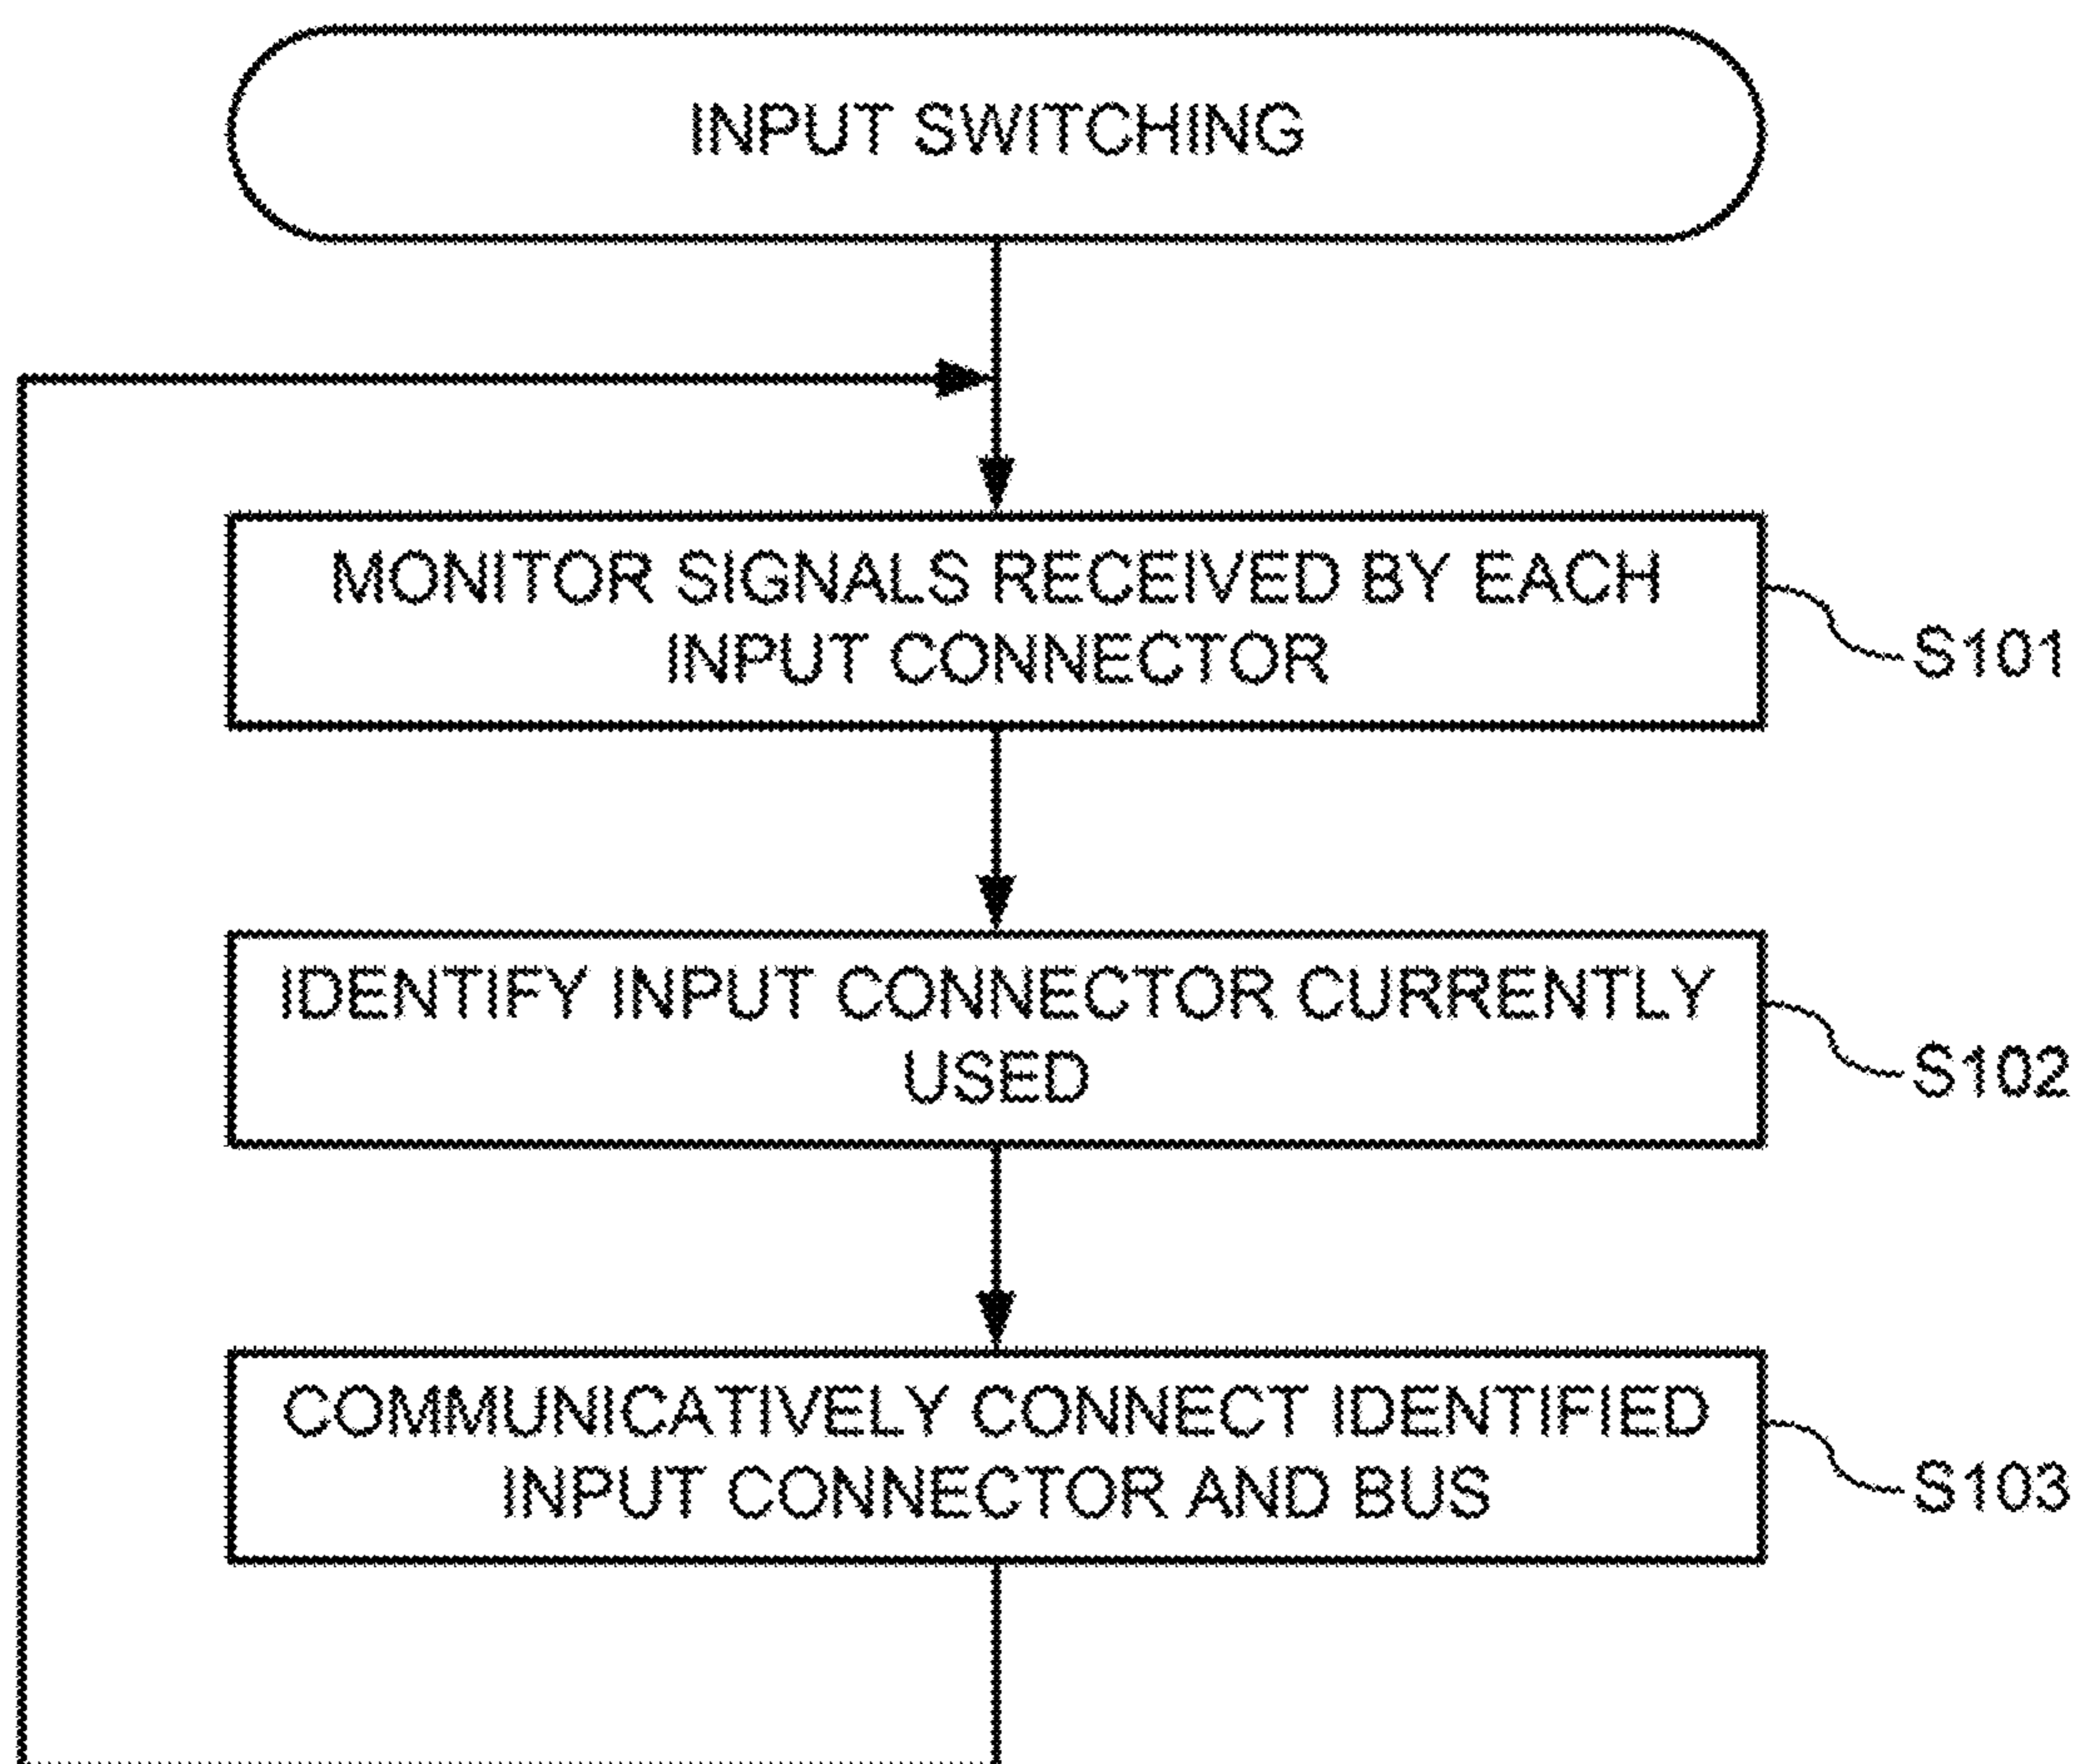 INPUT SWITCHING
MONITOR SIGNALS RECEIVED BY EACH
INPUT CONNECTOR
S101
IDENTIFY INPUT CONNECTOR CURRENTLY
USED
S102
COMMUNICATIVELY CONNECT IDENTIFIED
INPUT CONNECTOR AND BUS
S103